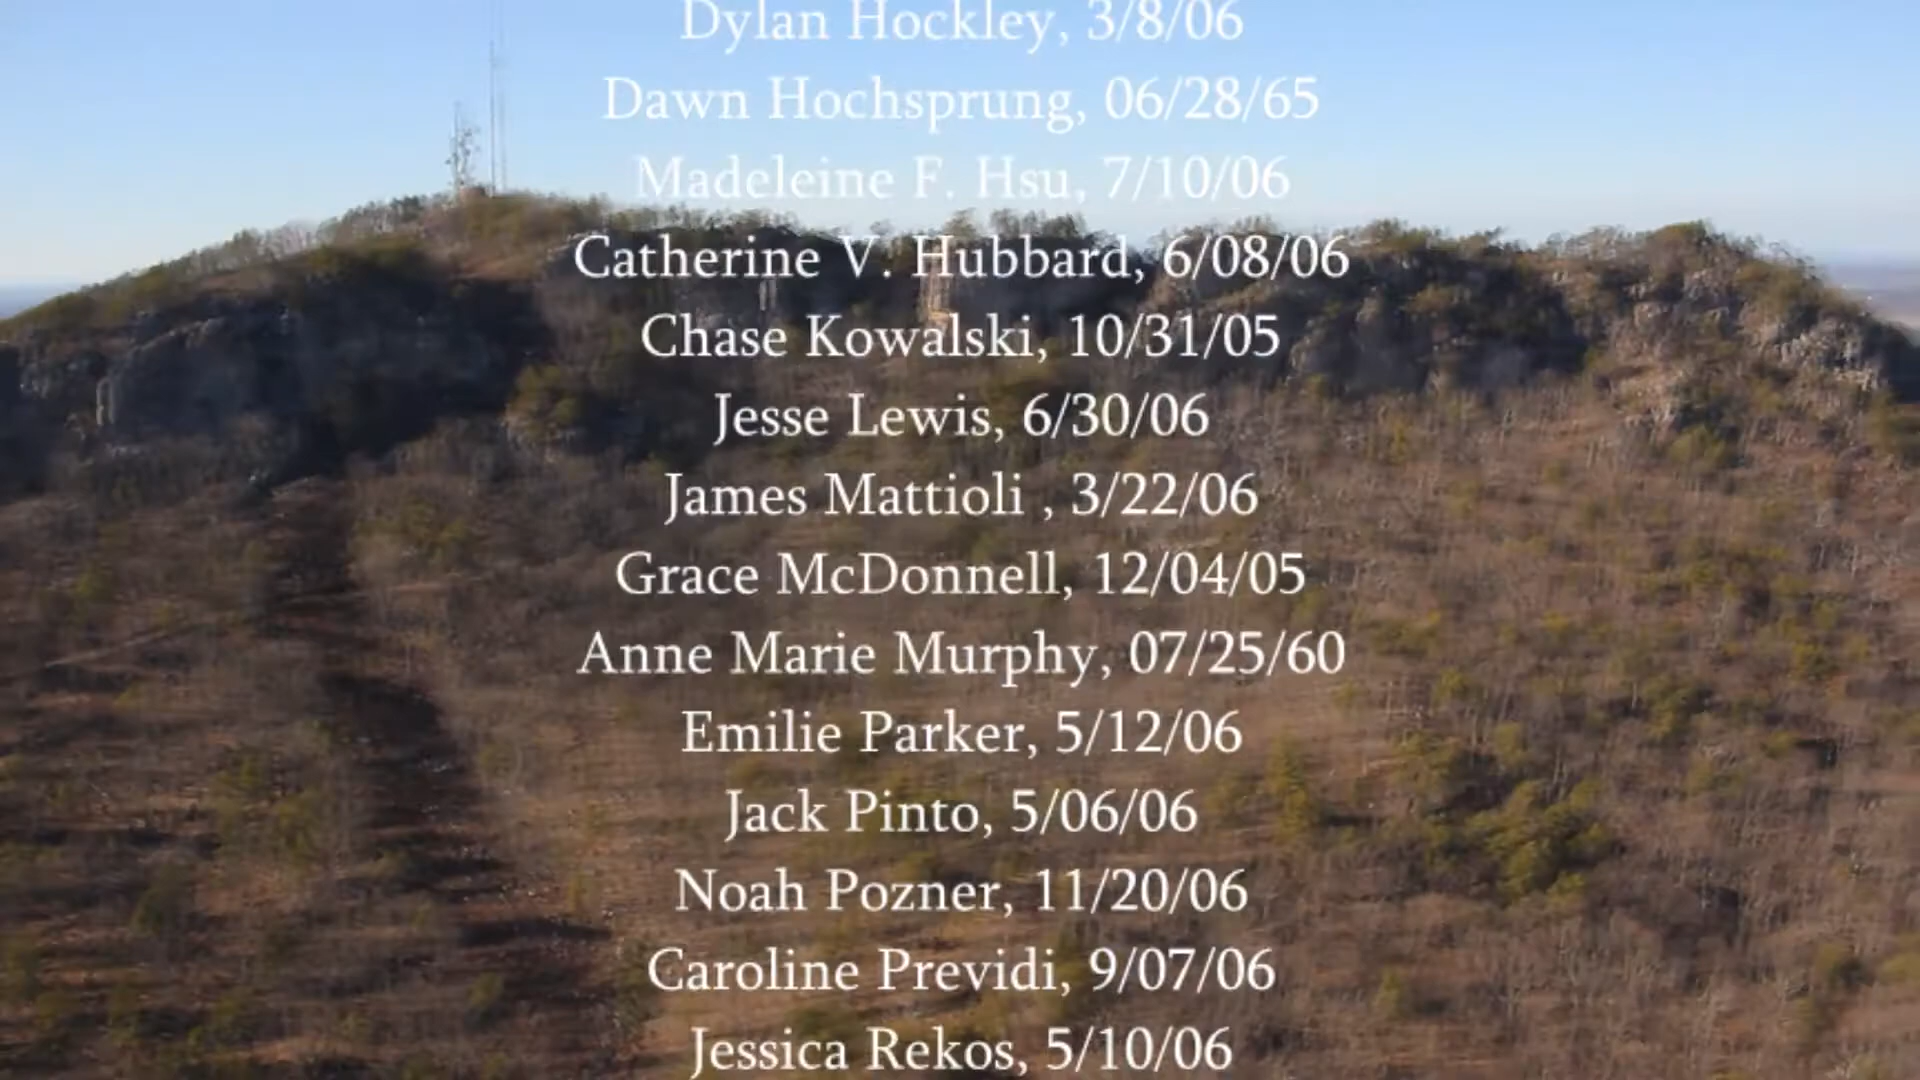 Dylan Hockley, 3/8/06
Dawn Hochsprung, 06/28/65
Madeleine F. Hsu, 7/10/06
Catherine V. Hubbard, 6/08/06
Chase Kowalski, 10/31/05
Jesse Lewis, 6/30/06
James Mattioli , 3/22/06
Grace McDonnell, 12/04/05
Anne Marie Murphy, 07/25/60
Emilie Parker, 5/12/06
Jack Pinto, 5/06/06
Noah Pozner, 11/20/06
Caroline Previdi, 9/07/06
Jessica Rekos, 5/10/06